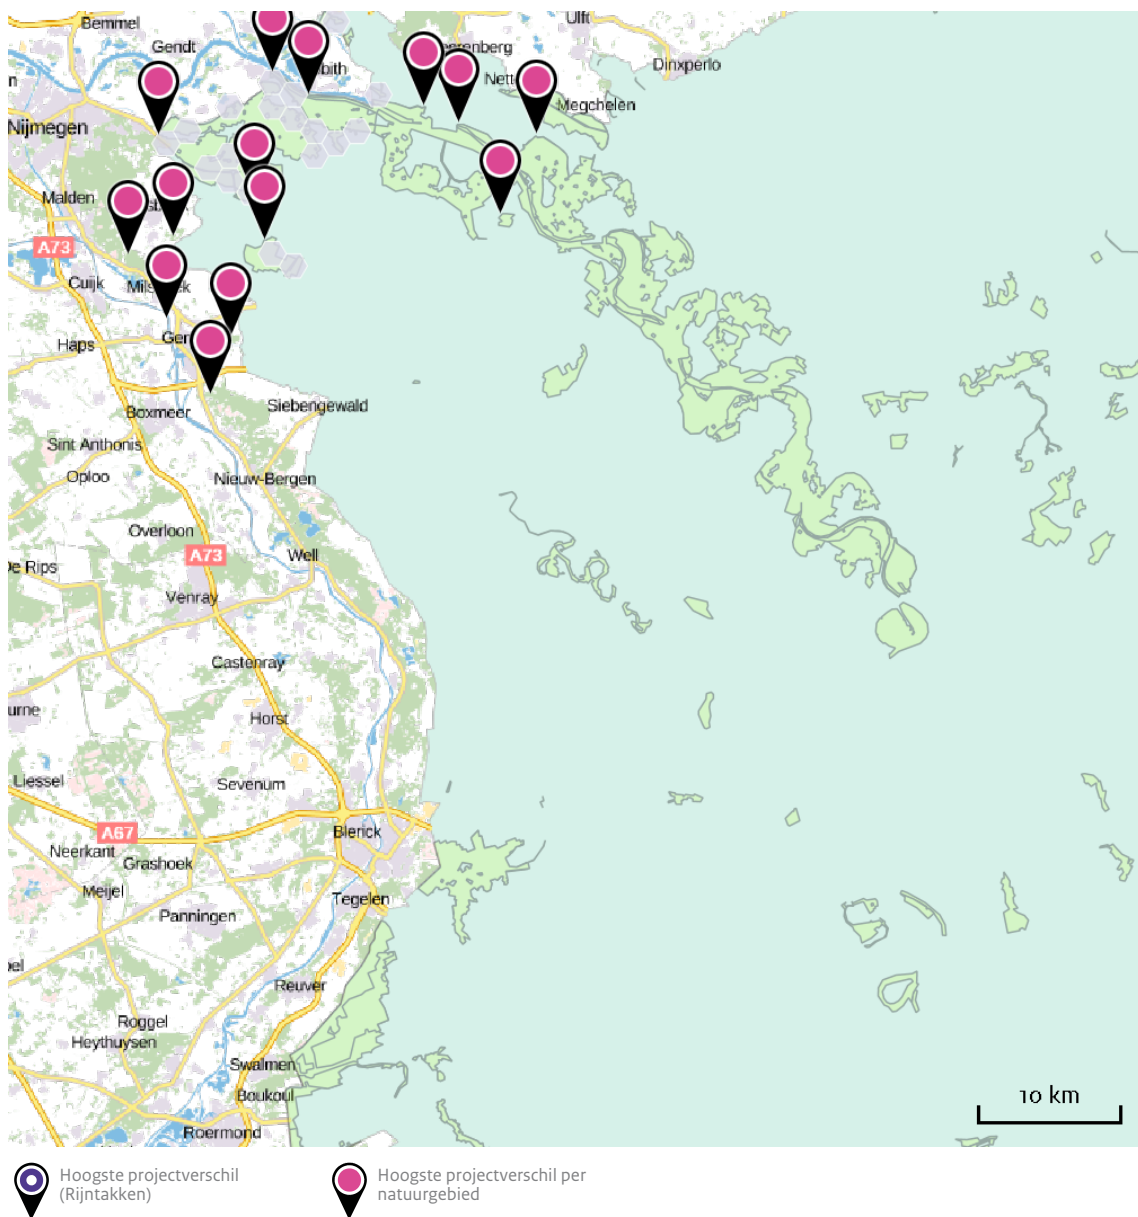 Bemmel
Ulft
Gendt
Dinxperlo
Megchelen
Nijmegen
Malden
A73
Cuijk
Haps
Boxmeer
Siebengewald
Sint Anthonis
Oploo
Nieuw-Bergen
Overloon
A73
Well
De Rips
Venray
Castenray
Horst
Liessel
Sevenum
A67
Blerick
Neerkant
Grashoek
Meijel
Tegelen
Panningen
Reuver
Roggel
Heythuysen
Swalmen
Boukoul
10 km
Roermond
Hoogste projectverschil
(Rijntakken)
Hoogste projectverschil per
natuurgebied